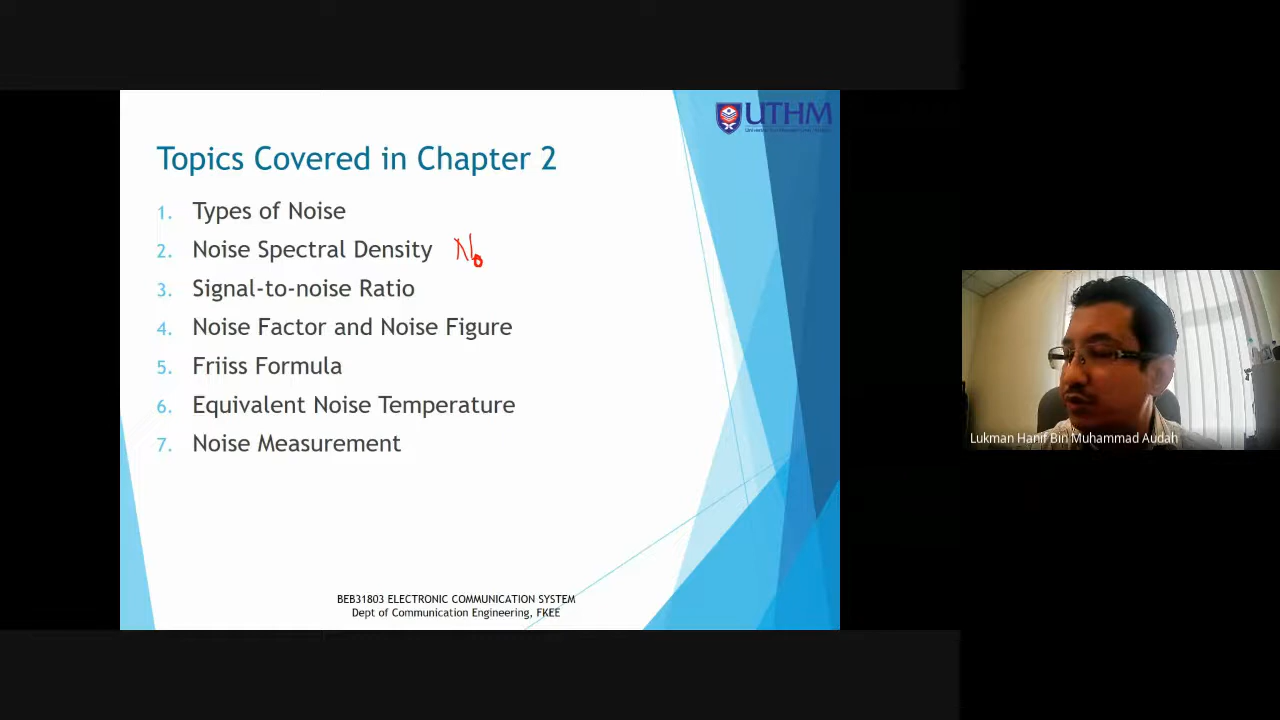 UTHM
Topics Covered in Chapter 2
1. Types of Noise
2. Noise Spectral Density N₀
3. Signal-to-noise Ratio
4. Noise Factor and Noise Figure
5. Friiss Formula
6. Equivalent Noise Temperature
7. Noise Measurement
BEB31803 ELECTRONIC COMMUNICATION SYSTEM
Dept of Communication Engineering, FKEE
Lukman Hanif Bin Muhammad Audah